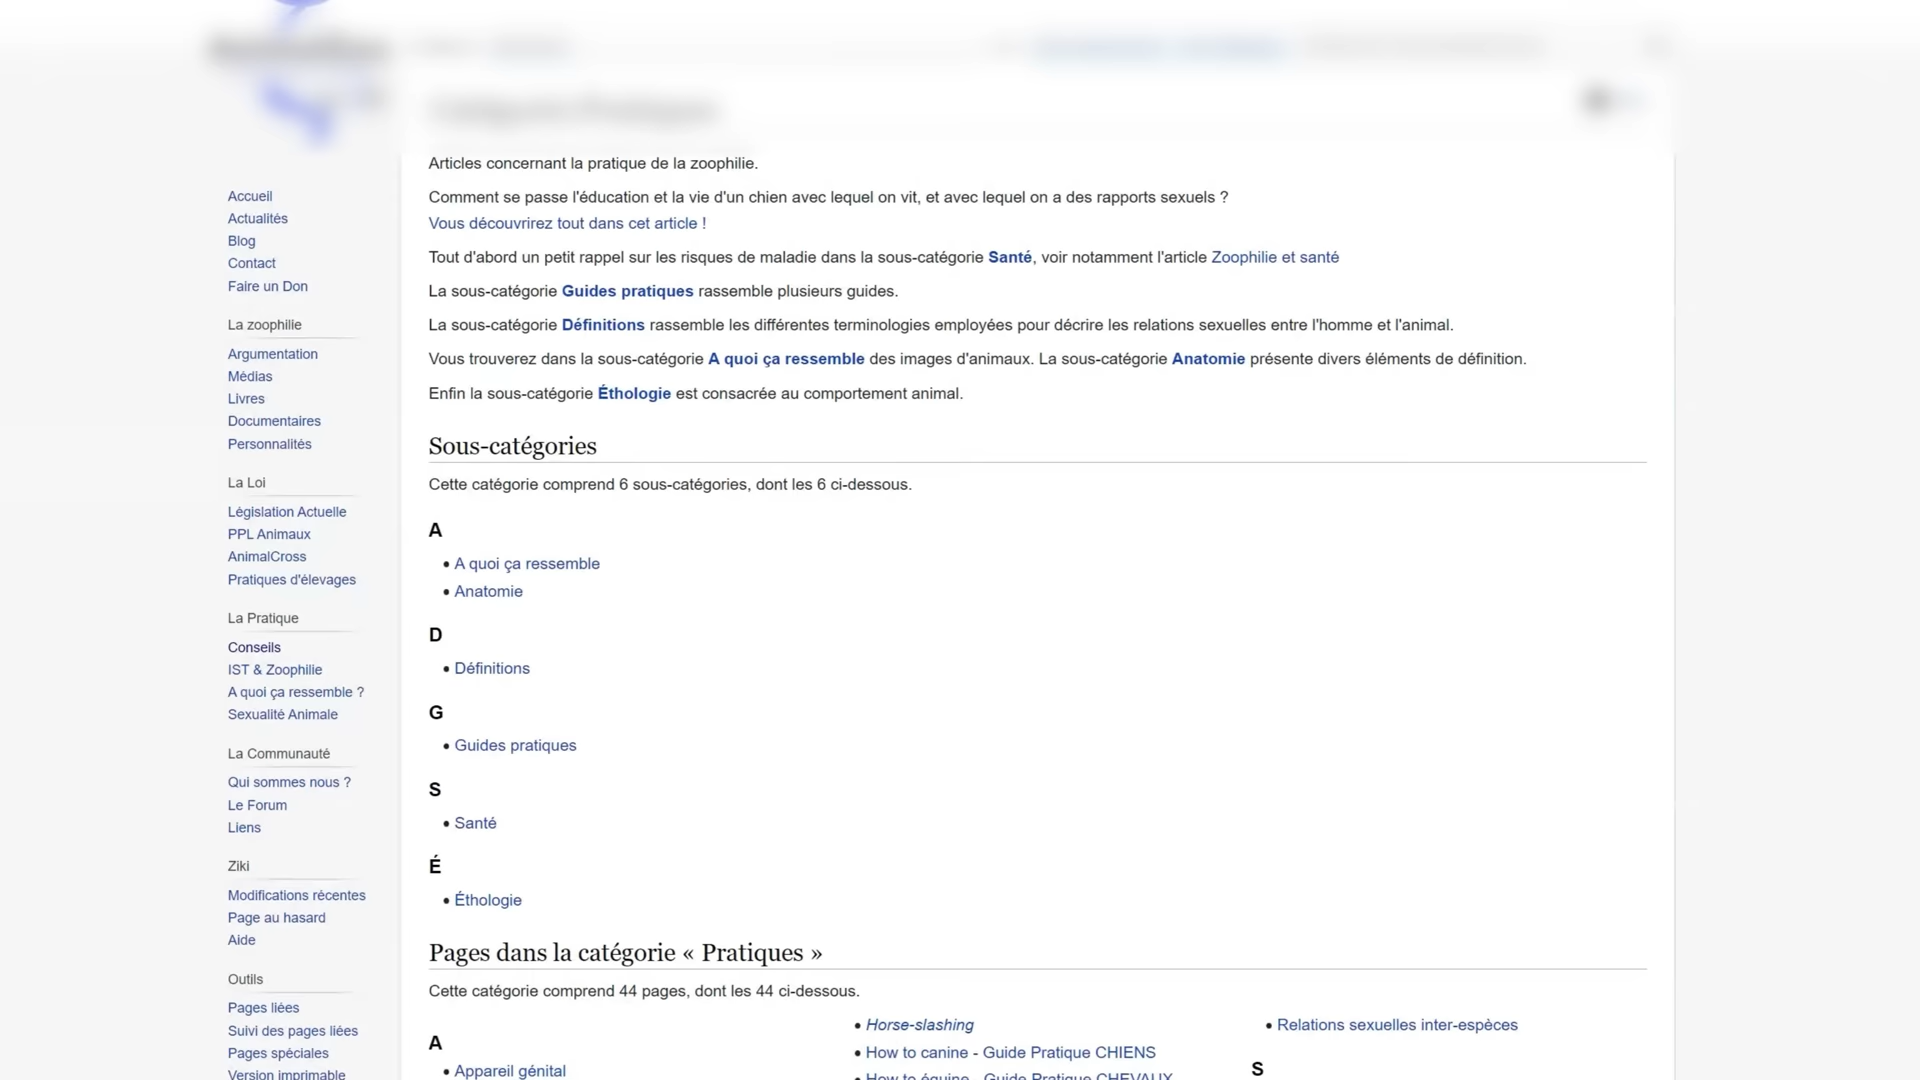 Accueil
Actualités
Blog
Contact
Faire un Don
La zoophilie
Argumentation
Médias
Livres
Documentaires
Personnalités
La Loi
Législation Actuelle
PPL Animaux
AnimalCross
Pratiques d'élevages
La Pratique
Conseils
IST & Zoophilie
A quoi ça ressemble ?
Sexualité Animale
La Communauté
Qui sommes nous ?
Le Forum
Liens
Ziki
Modifications récentes
Page au hasard
Aide
Outils
Pages liées
Suivi des pages liées
Pages spéciales
Version imprimable
Articles concernant la pratique de la zoophilie.
Comment se passe l'éducation et la vie d'un chien avec lequel on vit, et avec lequel on a des rapports sexuels ?
Vous découvrirez tout dans cet article !
Tout d'abord un petit rappel sur les risques de maladie dans la sous-catégorie Santé, voir notamment l'article Zoophilie et santé
La sous-catégorie Guides pratiques rassemble plusieurs guides.
La sous-catégorie Définitions rassemble les différentes terminologies employées pour décrire les relations sexuelles entre l'homme et l'animal.
Vous trouverez dans la sous-catégorie A quoi ça ressemble des images d'animaux. La sous-catégorie Anatomie présente divers éléments de définition.
Enfin la sous-catégorie Éthologie est consacrée au comportement animal.
Sous-catégories
Cette catégorie comprend 6 sous-catégories, dont les 6 ci-dessous.
A
• A quoi ça ressemble
• Anatomie
D
• Définitions
G
• Guides pratiques
S
• Santé
É
• Éthologie
Pages dans la catégorie « Pratiques »
Cette catégorie comprend 44 pages, dont les 44 ci-dessous.
A
• Appareil génital
• Horse-slashing
• How to canine - Guide Pratique CHIENS
• How to équine - Guide Pratique CHEVAUX
• Relations sexuelles inter-espèces
S